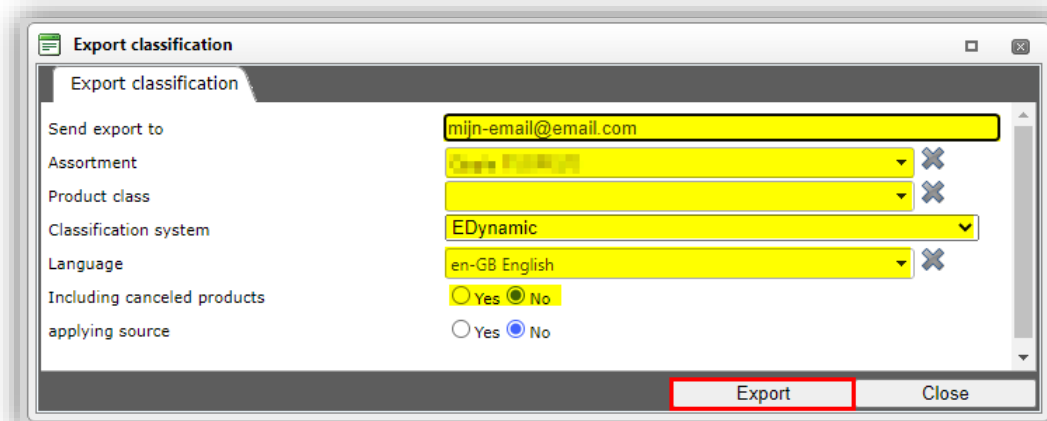 Export classification
Export classification
Send export to mijn-email@email.com
Assortment
Product class
Classification system EDynamic
Language en-GB English
Including canceled products Yes No
applying source Yes No
Export Close